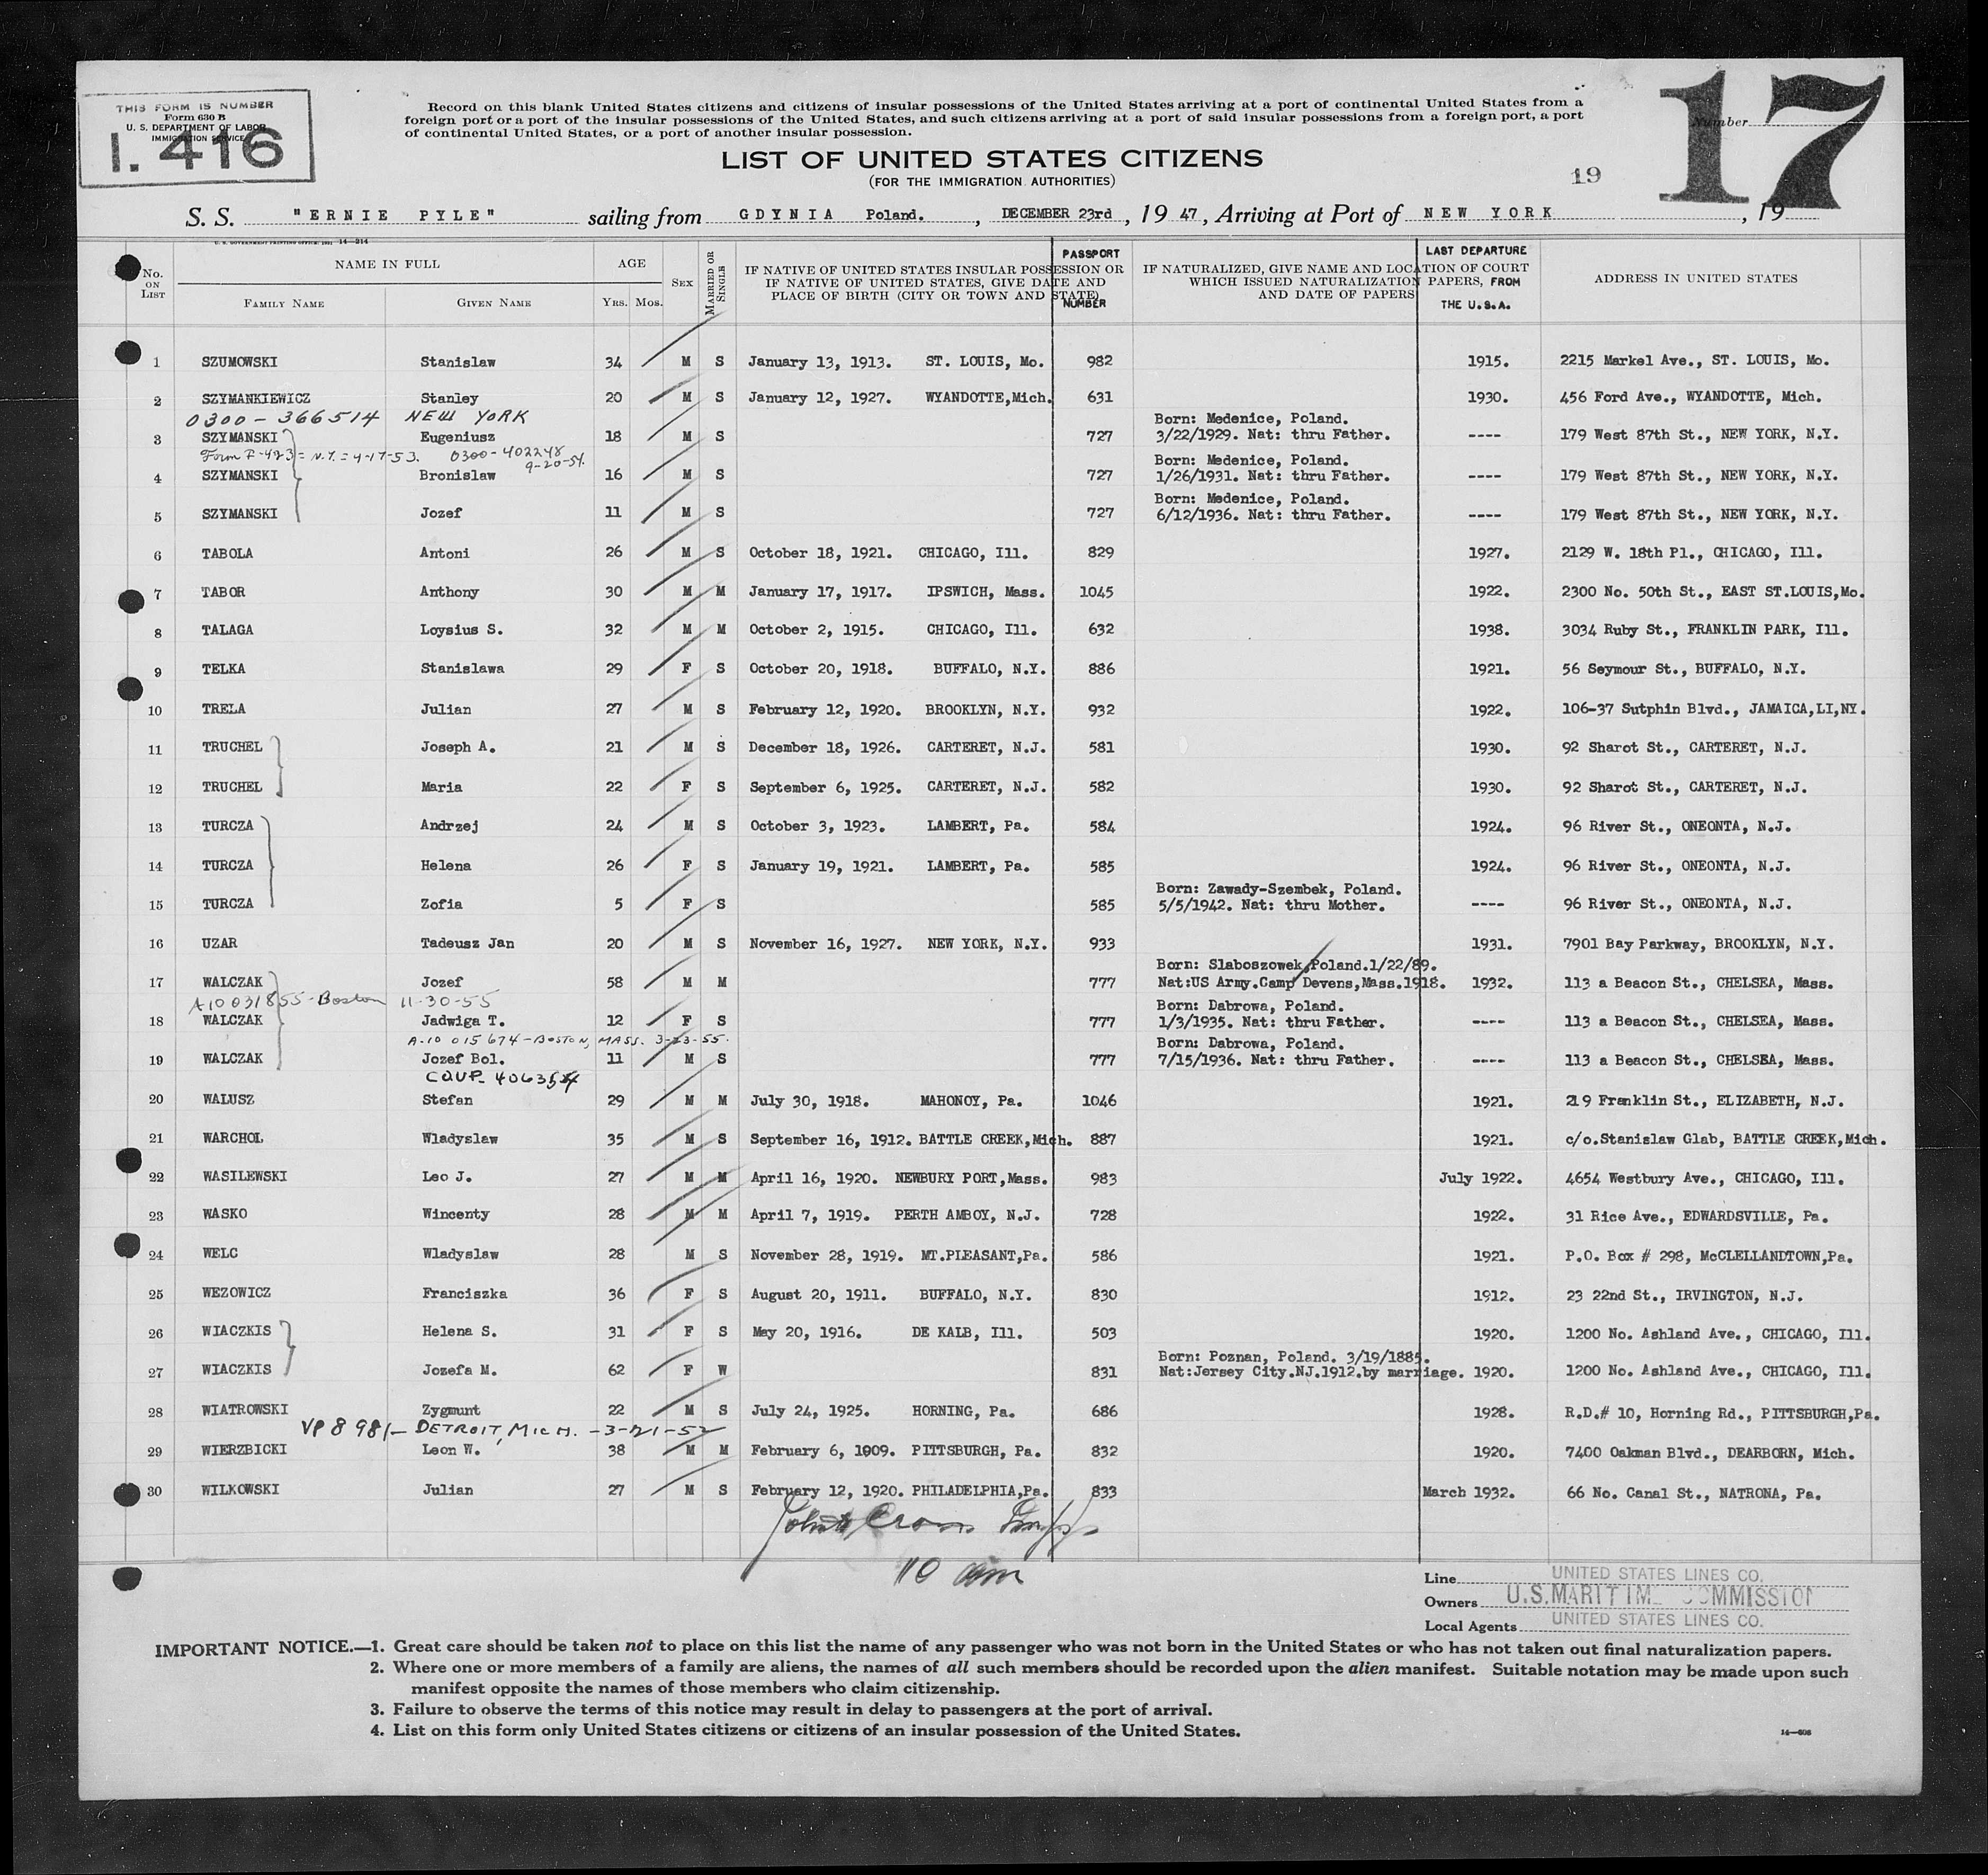 THIS FORM IS NUMBER
Form 630 B
U. S. DEPARTMENT OF LABOR
IMMIGRATION SERVICE
I. 416
Record on this blank United States citizens and citizens of insular possessions of the United States arriving at a port of continental United States from a
foreign port or a port of the insular possessions of the United States, and such citizens arriving at a port of said insular possessions from a foreign port, a port
of continental United States, or a port of another insular possession.
Number
17
LIST OF UNITED STATES CITIZENS
(FOR THE IMMIGRATION AUTHORITIES)
19
S. S. "ERNIE PYLE" sailing from GDYNIA Poland. , DECEMBER 23rd , 19 47, Arriving at Port of NEW YORK , 19
U. S. GOVERNMENT PRINTING OFFICE: 1931 14—214
No. ON LIST
NAME IN FULL
FAMILY NAME GIVEN NAME
AGE
Yrs. Mos.
SEX
MARRIED OR SINGLE
IF NATIVE OF UNITED STATES INSULAR POSSESSION OR
IF NATIVE OF UNITED STATES, GIVE DATE AND
PLACE OF BIRTH (CITY OR TOWN AND STATE)
PASSPORT
NUMBER
IF NATURALIZED, GIVE NAME AND LOCATION OF COURT
WHICH ISSUED NATURALIZATION PAPERS,
AND DATE OF PAPERS
LAST DEPARTURE
FROM
THE U.S.A.
ADDRESS IN UNITED STATES
1 SZUMOWSKI Stanislaw 34 M S January 13, 1913. ST. LOUIS, Mo. 982 1915. 2215 Markel Ave., ST. LOUIS, Mo.
2 SZYMANKIEWICZ Stanley 20 M S January 12, 1927. WYANDOTTE,Mich. 631 1930. 456 Ford Ave., WYANDOTTE, Mich.
0300-366514 NEW YORK Born: Medenice, Poland.
3 SZYMANSKI Eugeniusz 18 M S 727 3/22/1929. Nat: thru Father. ---- 179 West 87th St., NEW YORK, N.Y.
Form F-423 = N.Y. = 4-17-53. 0300-402248
9-20-54. Born: Medenice, Poland.
4 SZYMANSKI Bronislaw 16 M S 727 1/26/1931. Nat: thru Father. ---- 179 West 87th St., NEW YORK, N.Y.
Born: Medenice, Poland.
5 SZYMANSKI Jozef 11 M S 727 6/12/1936. Nat: thru Father. ---- 179 West 87th St., NEW YORK, N.Y.
6 TABOLA Antoni 26 M S October 18, 1921. CHICAGO, Ill. 829 1927. 2129 W. 18th Pl., CHICAGO, Ill.
7 TABOR Anthony 30 M M January 17, 1917. IPSWICH, Mass. 1045 1922. 2300 No. 50th St., EAST ST.LOUIS,Mo.
8 TALAGA Loysius S. 32 M M October 2, 1915. CHICAGO, Ill. 632 1938. 3034 Ruby St., FRANKLIN PARK, Ill.
9 TELKA Stanislawa 29 F S October 20, 1918. BUFFALO, N.Y. 886 1921. 56 Seymour St., BUFFALO, N.Y.
10 TRELA Julian 27 M S February 12, 1920. BROOKLYN, N.Y. 932 1922. 106-37 Sutphin Blvd., JAMAICA,LI,NY.
11 TRUCHEL Joseph A. 21 M S December 18, 1926. CARTERET, N.J. 581 1930. 92 Sharot St., CARTERET, N.J.
12 TRUCHEL Maria 22 F S September 6, 1925. CARTERET, N.J. 582 1930. 92 Sharot St., CARTERET, N.J.
13 TURCZA Andrzej 24 M S October 3, 1923. LAMBERT, Pa. 584 1924. 96 River St., ONEONTA, N.J.
14 TURCZA Helena 26 F S January 19, 1921. LAMBERT, Pa. 585 1924. 96 River St., ONEONTA, N.J.
Born: Zawady-Szembek, Poland.
15 TURCZA Zofia 5 F S 585 5/5/1942. Nat: thru Mother. ---- 96 River St., ONEONTA, N.J.
16 UZAR Tadeusz Jan 20 M S November 16, 1927. NEW YORK, N.Y. 933 1931. 7901 Bay Parkway, BROOKLYN, N.Y.
Born: Slaboszowek,Poland.1/22/89.
17 WALCZAK Jozef 58 M M 777 Nat:US Army.Camp Devens,Mass.1918. 1932. 113 a Beacon St., CHELSEA, Mass.
A10 031855-Boston 11-30-55 Born: Dabrowa, Poland.
18 WALCZAK Jadwiga T. 12 F S 777 1/3/1935. Nat: thru Father. ---- 113 a Beacon St., CHELSEA, Mass.
A-10 015674-BOSTON, MASS. 3-23-55. Born: Dabrowa, Poland.
19 WALCZAK Jozef Bol. 11 M S 777 7/15/1936. Nat: thru Father. ---- 113 a Beacon St., CHELSEA, Mass.
20 WALUSZ Stefan 29 M M July 30, 1918. MAHONOY, Pa. 1046 1921. 219 Franklin St., ELIZABETH, N.J.
21 WARCHOL Wladyslaw 35 M S September 16, 1912. BATTLE CREEK,Mich. 887 1921. c/o.Stanislaw Glab, BATTLE CREEK,Mich.
22 WASILEWSKI Leo J. 27 M M April 16, 1920. NEWBURY PORT,Mass. 983 July 1922. 4654 Westbury Ave., CHICAGO, Ill.
23 WASKO Wincenty 28 M M April 7, 1919. PERTH AMBOY, N.J. 728 1922. 31 Rice Ave., EDWARDSVILLE, Pa.
24 WELC Wladyslaw 28 M S November 28, 1919. MT.PLEASANT,Pa. 586 1921. P.O. Box # 298, McCLELLANDTOWN,Pa.
25 WEZOWICZ Franciszka 36 F S August 20, 1911. BUFFALO, N.Y. 830 1912. 23 22nd St., IRVINGTON, N.J.
26 WIACZKIS Helena S. 31 F S May 20, 1916. DE KALB, Ill. 503 1920. 1200 No. Ashland Ave., CHICAGO, Ill.
Born: Poznan, Poland. 3/19/1885.
27 WIACZKIS Jozefa M. 62 F W 831 Nat:Jersey City.NJ.1912.by marriage. 1920. 1200 No. Ashland Ave., CHICAGO, Ill.
28 WIATROWSKI Zygmunt 22 M S July 24, 1925. HORNING, Pa. 686 1928. R.D.# 10, Horning Rd., PITTSBURGH,Pa.
VP 8 981- DETROIT, MICH. -3-21-52
29 WIERZBICKI Leon W. 38 M M February 6, 1909. PITTSBURGH, Pa. 832 1920. 7400 Oakman Blvd., DEARBORN, Mich.
30 WILKOWSKI Julian 27 M S February 12, 1920. PHILADELPHIA,Pa. 833 March 1932. 66 No. Canal St., NATRONA, Pa.
10 am
Line UNITED STATES LINES CO.
Owners U.S.MARITIM COMMISSION
Local Agents UNITED STATES LINES CO.
IMPORTANT NOTICE.—1. Great care should be taken not to place on this list the name of any passenger who was not born in the United States or who has not taken out final naturalization papers.
2. Where one or more members of a family are aliens, the names of all such members should be recorded upon the alien manifest. Suitable notation may be made upon such
manifest opposite the names of those members who claim citizenship.
3. Failure to observe the terms of this notice may result in delay to passengers at the port of arrival.
4. List on this form only United States citizens or citizens of an insular possession of the United States.